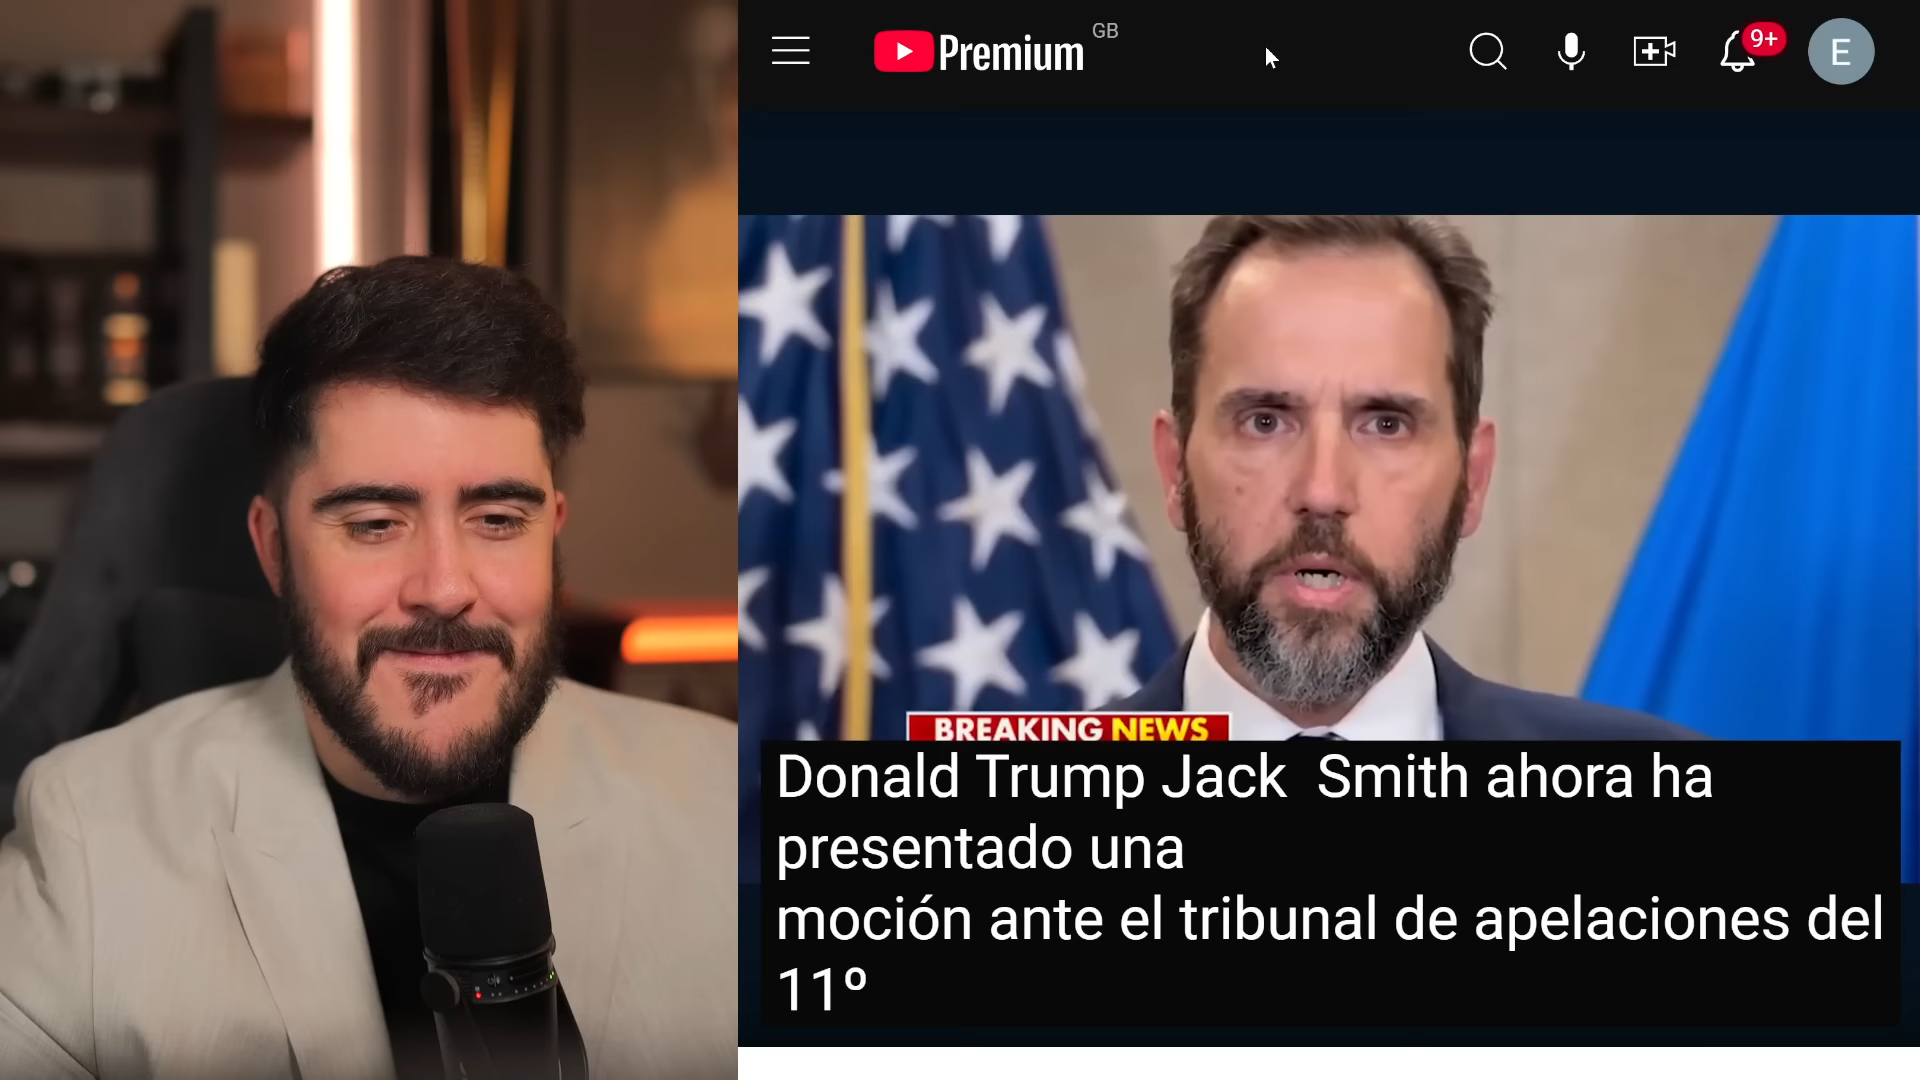 Premium GB
9+
E
BREAKING NEWS
Donald Trump Jack  Smith ahora ha
presentado una
moción ante el tribunal de apelaciones del
11º